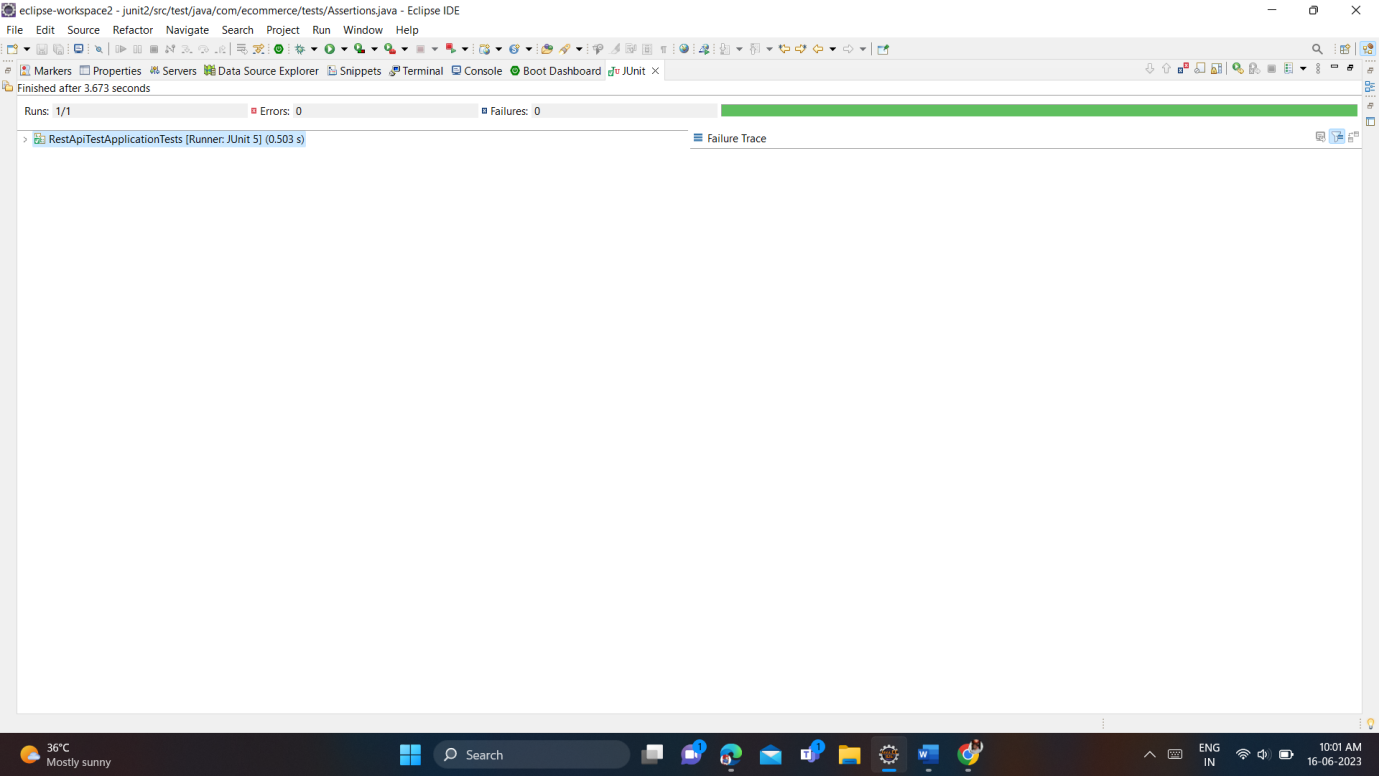 eclipse-workspace2 - junit2/src/test/java/com/ecommerce/tests/Assertions.java - Eclipse IDE
File Edit Source Refactor Navigate Search Project Run Window Help
Markers Properties Servers Data Source Explorer Snippets Terminal Console Boot Dashboard JUnit
Finished after 3.673 seconds
Runs: 1/1 Errors: 0 Failures: 0
RestApiTestApplicationTests [Runner: JUnit 5] (0.503 s)
Failure Trace
36°C
Mostly sunny
Search
1
1
ENG
IN
10:01 AM
16-06-2023